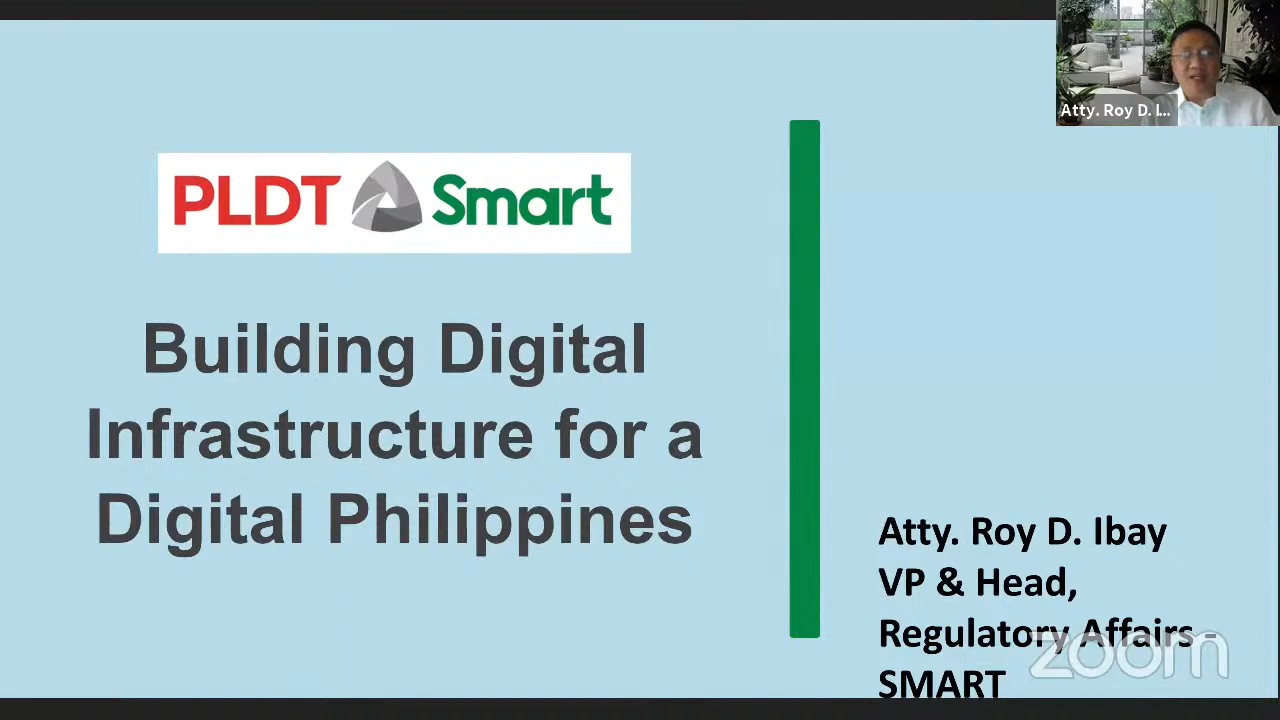 Atty. Roy D. I...
PLDT Smart
Building Digital
Infrastructure for a
Digital Philippines
Atty. Roy D. Ibay
VP & Head,
Regulatory Affairs -
SMART
zoom